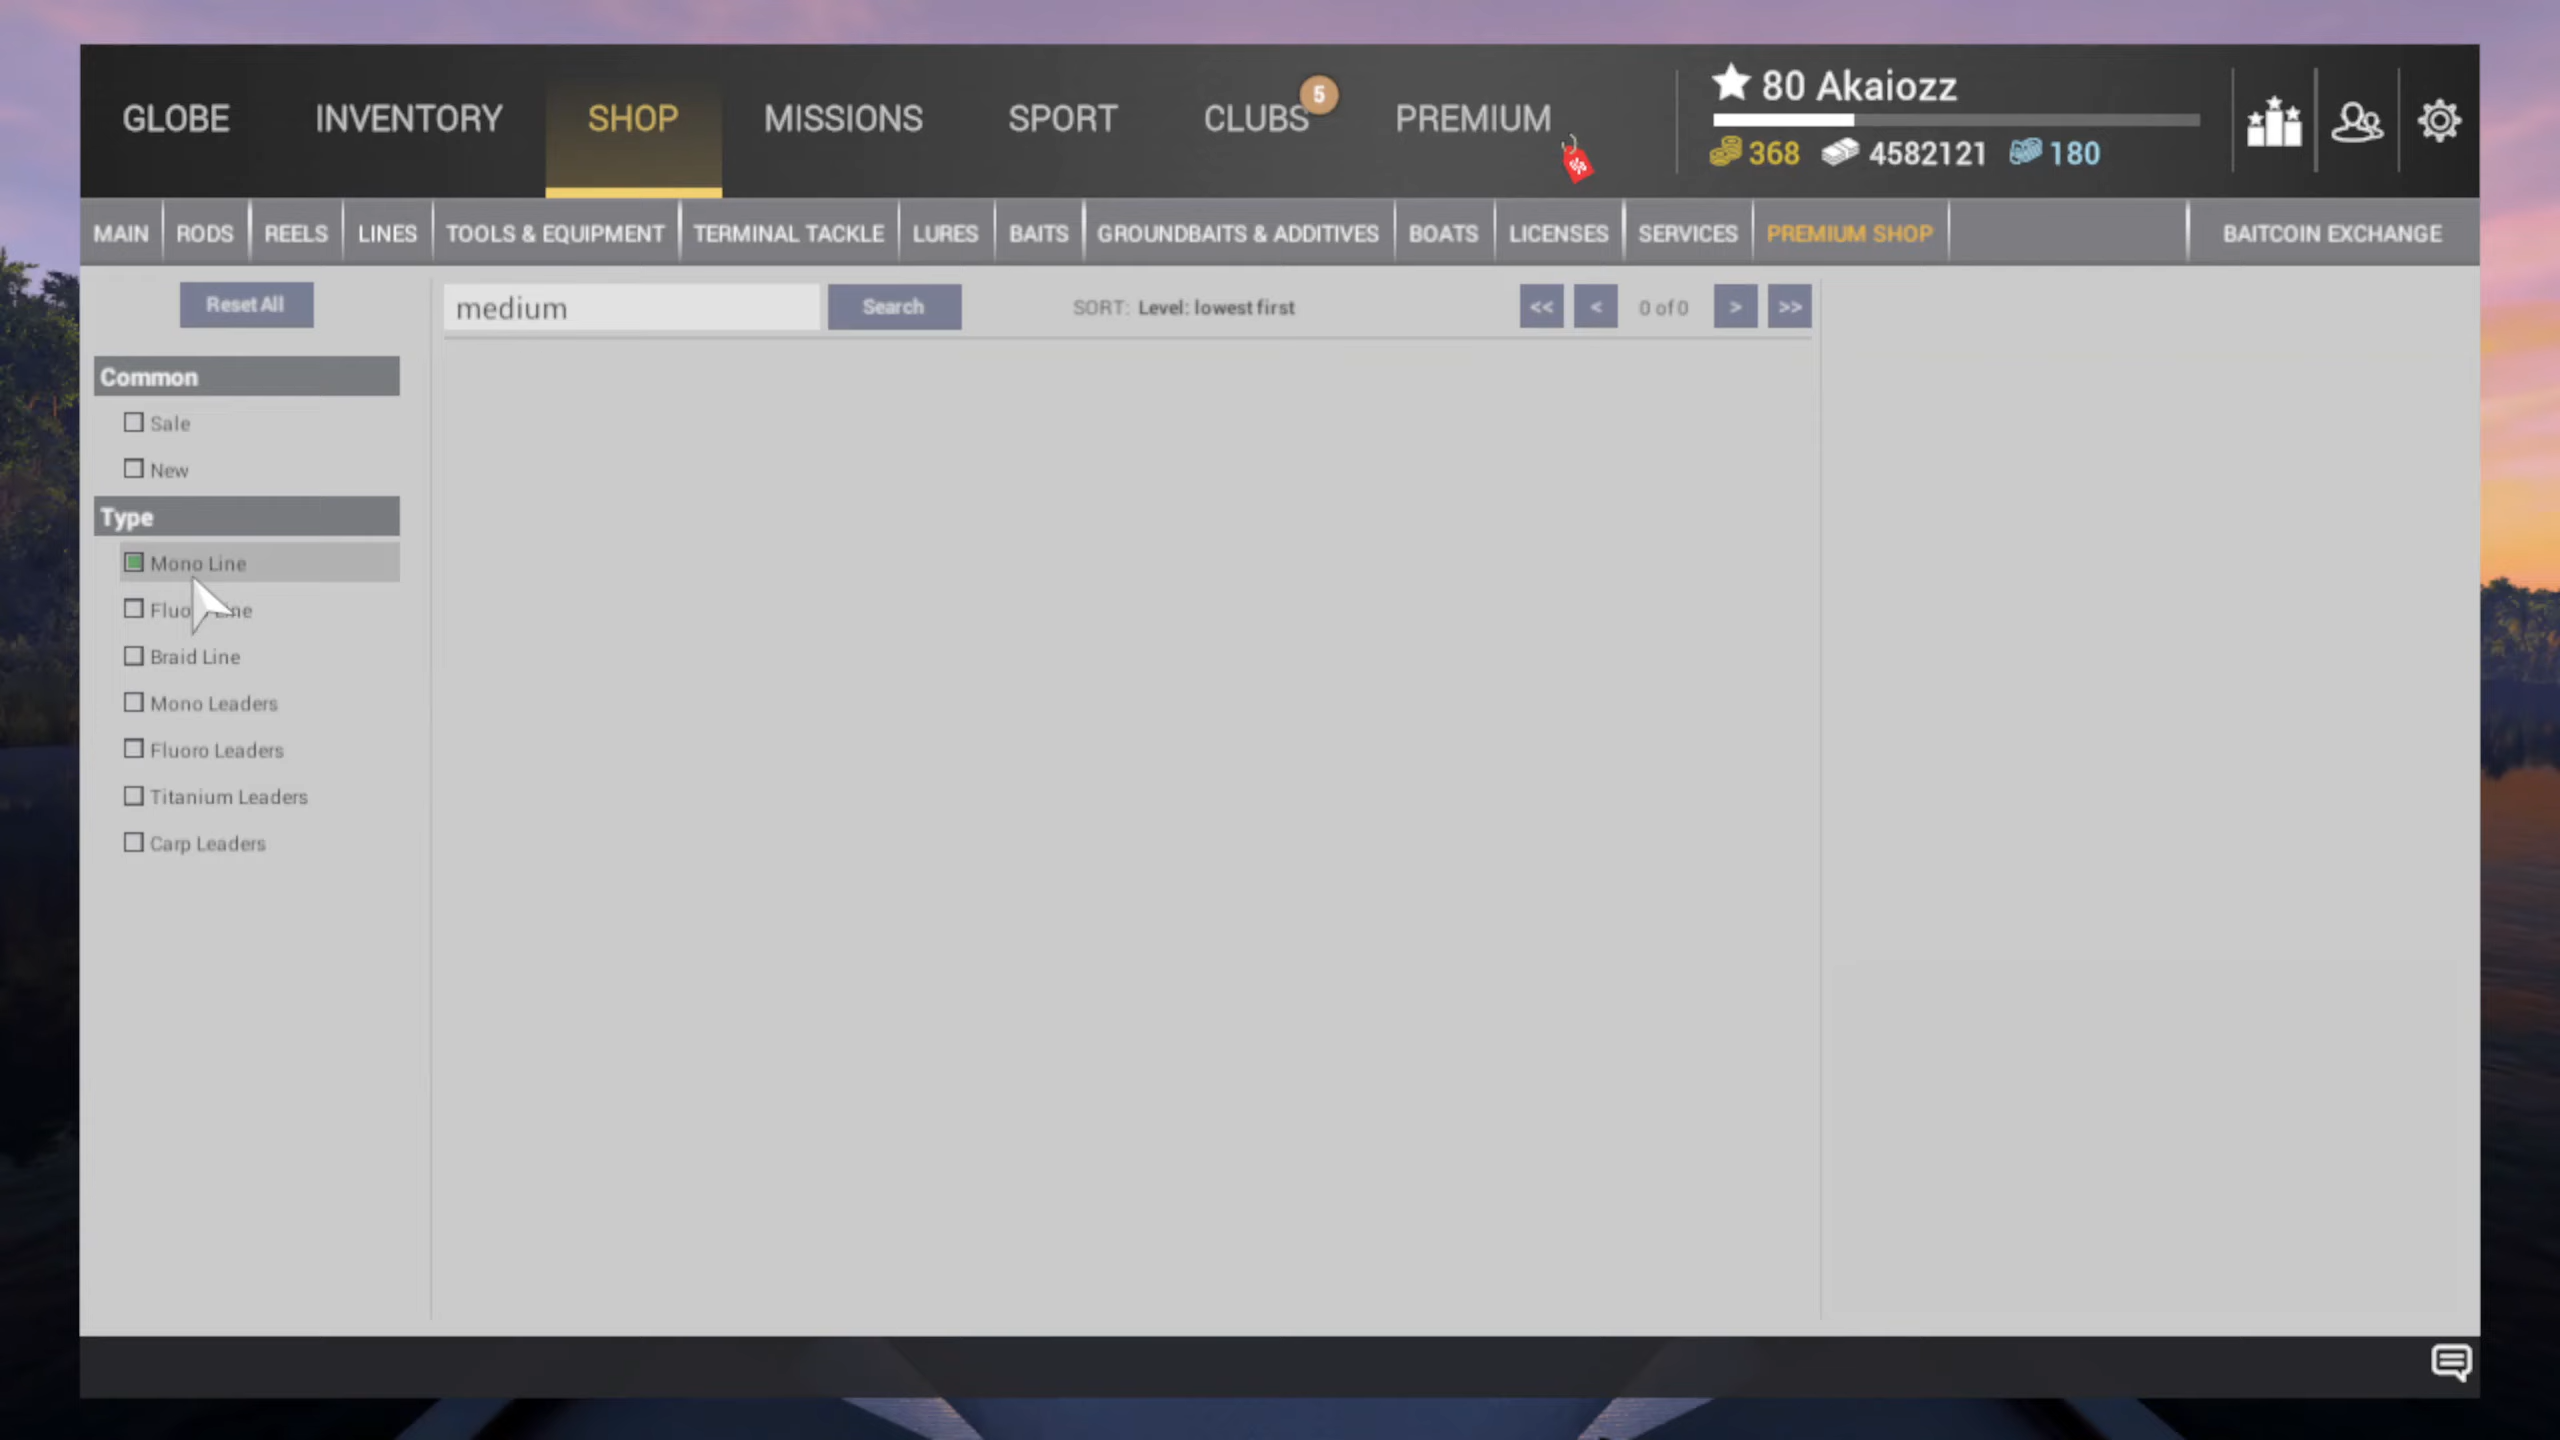 GLOBE INVENTORY SHOP MISSIONS SPORT CLUBS 5 PREMIUM
80 Akaiozz
368 4582121 180
MAIN RODS REELS LINES TOOLS & EQUIPMENT TERMINAL TACKLE LURES BAITS GROUNDBAITS & ADDITIVES BOATS LICENSES SERVICES PREMIUM SHOP BAITCOIN EXCHANGE
Reset All medium Search SORT: Level: lowest first << < 0 of 0 > >>
Common
Sale
New
Type
Mono Line
Fluoro Line
Braid Line
Mono Leaders
Fluoro Leaders
Titanium Leaders
Carp Leaders